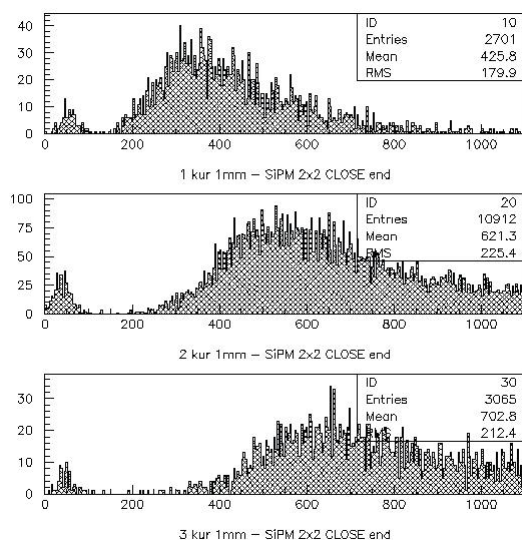 40
30
20
10
0
ID 10
Entries 2701
Mean 425.8
RMS 179.9
0 200 400 600 800 1000
1 kur 1mm – SiPM 2x2 CLOSE end
100
75
50
25
0
ID 20
Entries 10912
Mean 621.3
RMS 225.4
0 200 400 600 800 1000
2 kur 1mm – SiPM 2x2 CLOSE end
30
20
10
0
ID 30
Entries 3065
Mean 702.8
212.4
0 200 400 600 800 1000
3 kur 1mm – SiPM 2x2 CLOSE end